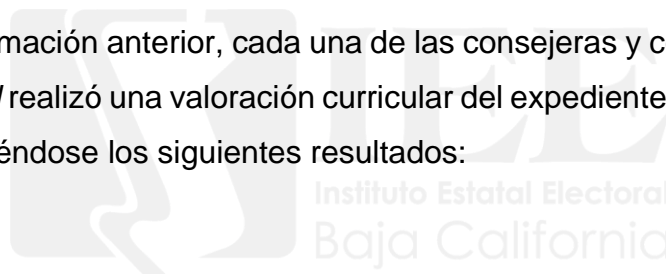 mación anterior, cada una de las consejeras y c
realizó una valoración curricular del expediente
éndose los siguientes resultados:
IEE
Instituto Estatal Electoral
Baja California